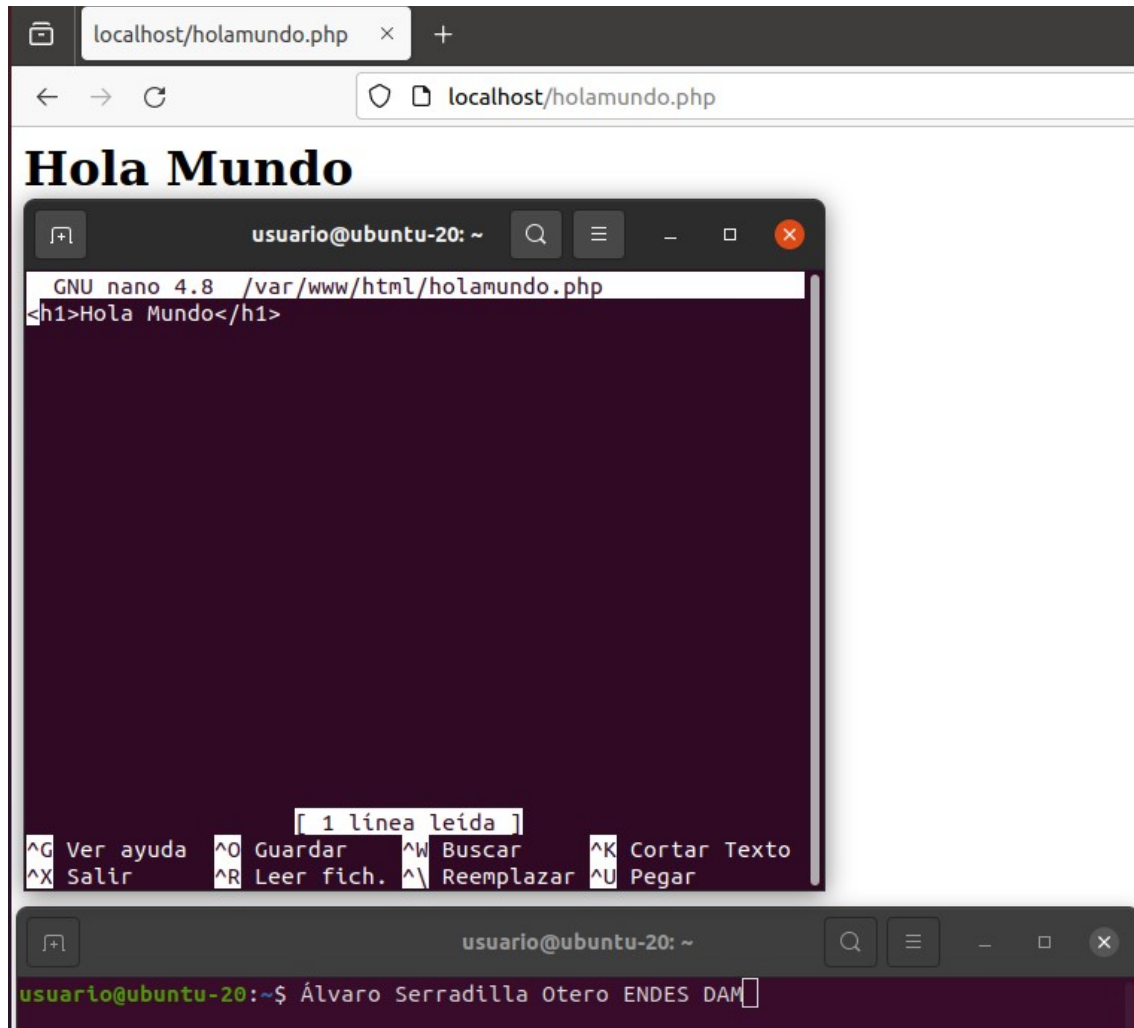 localhost/holamundo.php
localhost/holamundo.php
Hola Mundo
usuario@ubuntu-20: ~
GNU nano 4.8 /var/www/html/holamundo.php
<h1>Hola Mundo</h1>
[ 1 línea leída ]
^G Ver ayuda ^O Guardar ^W Buscar ^K Cortar Texto
^X Salir ^R Leer fich. ^\ Reemplazar ^U Pegar
usuario@ubuntu-20: ~
usuario@ubuntu-20:~$ Álvaro Serradilla Otero ENDES DAM